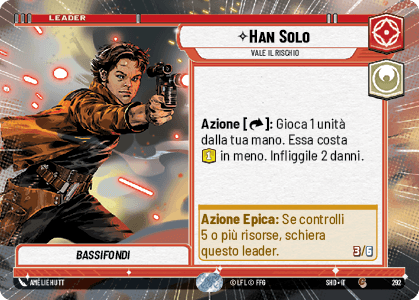 LEADER
HAN SOLO
VALE IL RISCHIO
Azione [ ]: Gioca 1 unità
dalla tua mano. Essa costa
1 in meno. Infliggile 2 danni.
Azione Epica: Se controlli
5 o più risorse, schiera
questo leader.
3/6
BASSIFONDI
AMÉLIE HUTT
© LFL © FFG
SHD • IT
292